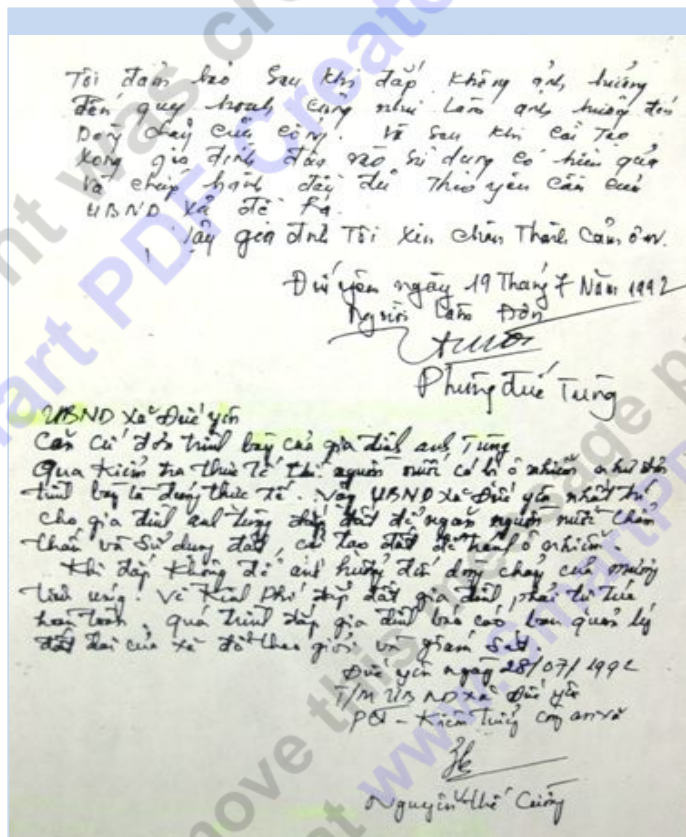 Tôi đảm bảo sau khi đắp không ảnh hưởng
đến quy hoạch cũng như làm ảnh hưởng đến
Dòng chảy của cống. Và sau khi cải tạo
xong gia đình đưa vào sử dụng có hiệu quả
và chấp hành đầy đủ theo yêu cầu của
UBND xã đề ra.
Vậy gia đình Tôi xin chân Thành cảm ơn.
Đức yên ngày 19 Tháng 7 Năm 1992
Người làm Đơn
Phùng Đức Tùng
UBND xã Đức yên
Căn cứ đơn trình bày của gia đình anh Tùng
Qua kiểm tra thực tế thì nguồn nước có bị ô nhiễm như đơn
trình bày là đúng thực tế. Vậy UBND xã Đức yên nhất trí
cho gia đình anh Tùng đắp đất để ngăn nguồn nước thẩm
thấu và sử dụng đất, cải tạo đất để tránh ô nhiễm.
Khi đắp không để ảnh hưởng đến dòng chảy của mương
tiêu úng. Về Kinh Phí đắp đất gia đình phải tự túc
hoàn toàn, quá trình đắp gia đình báo cáo ban quản lý
đất đai của xã để theo giỏi và giám sát.
Đức yên ngày 28/07/1992
T/M UBND xã Đức yên
PCT - Kiêm trưởng công an xã
Nguyễn thế Cường